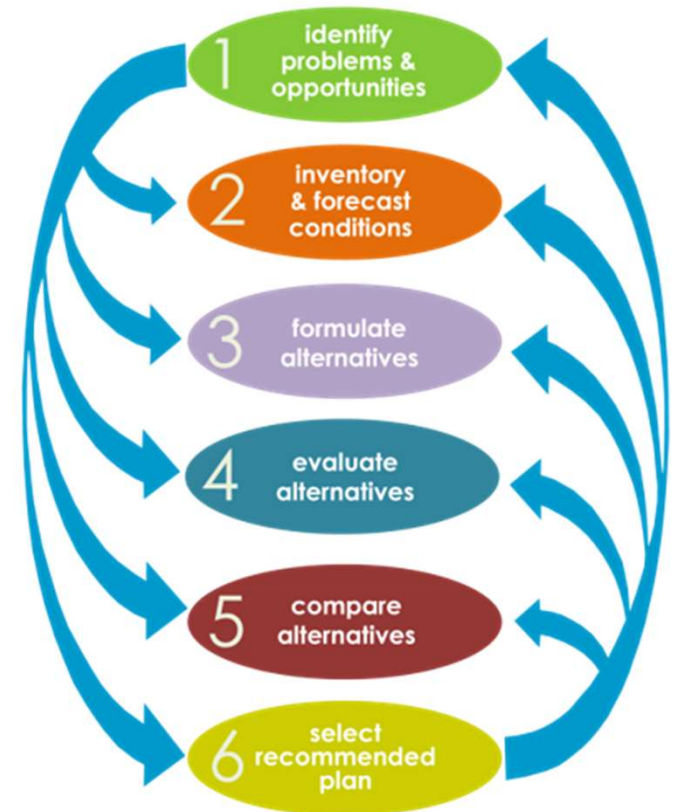 1 identify
problems &
opportunities
2 inventory
& forecast
conditions
3 formulate
alternatives
4 evaluate
alternatives
5 compare
alternatives
6 select
recommended
plan